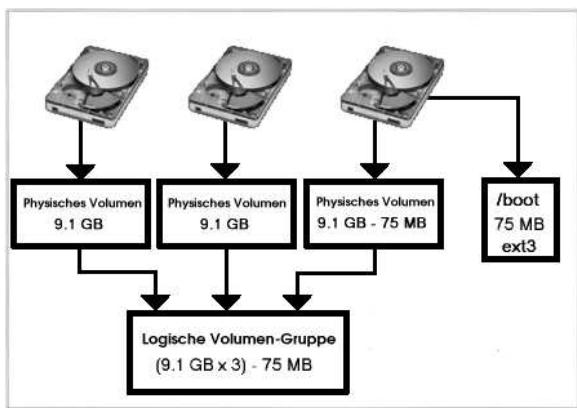 Physisches Volumen
9.1 GB
Physisches Volumen
9.1 GB
Physisches Volumen
9.1 GB - 75 MB
/boot
75 MB
ext3
Logische Volumen-Gruppe
(9.1 GB x 3) - 75 MB